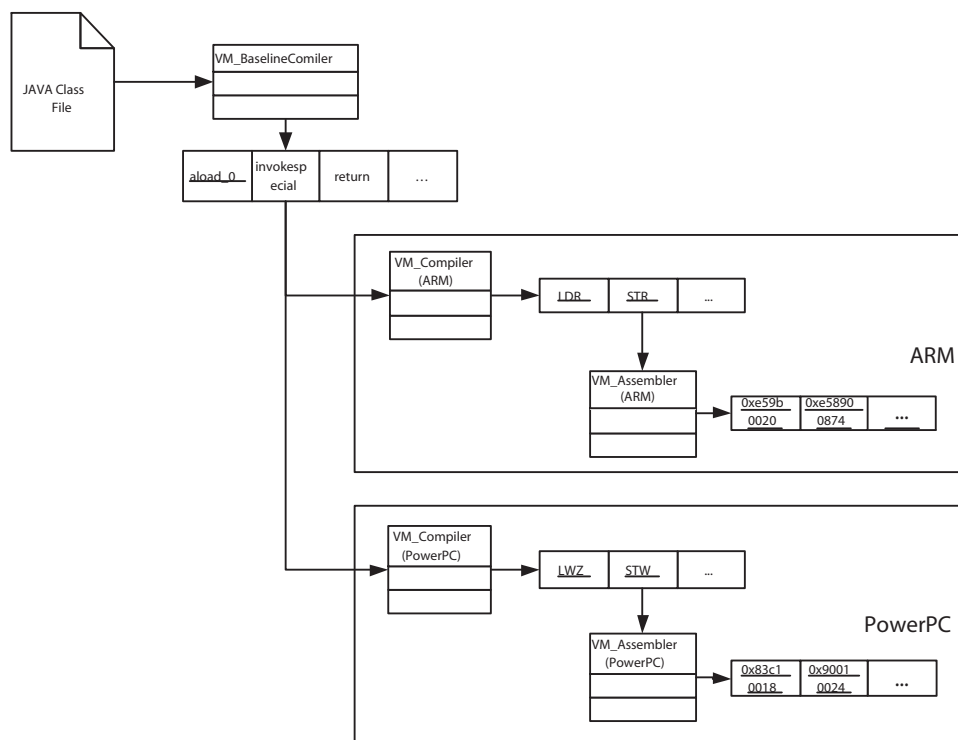 JAVA Class
File
VM_BaselineComiler
aload_0
invokesp
ecial
return
...
VM_Compiler
(ARM)
LDR
STR
...
ARM
VM_Assembler
(ARM)
0xe59b
0020
0xe5890
0874
...
VM_Compiler
(PowerPC)
LWZ
STW
...
PowerPC
VM_Assembler
(PowerPC)
0x83c1
0018
0x9001
0024
...